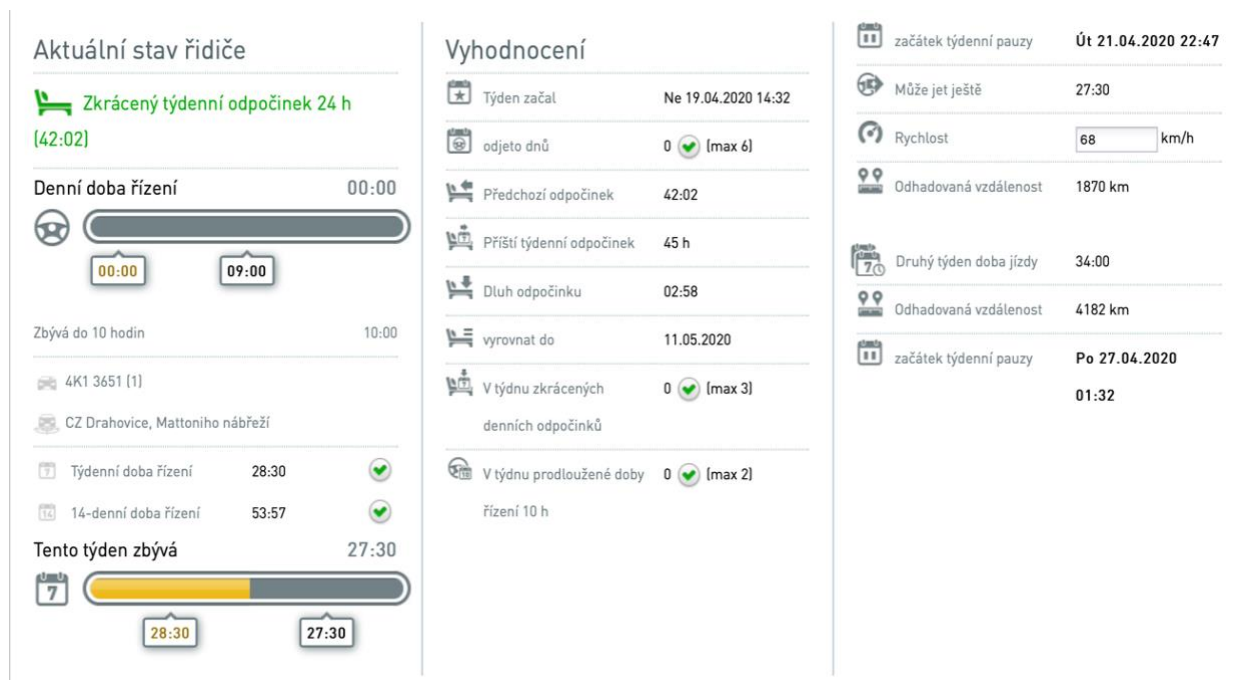 Aktuální stav řidiče
Zkrácený týdenní odpočinek 24 h
(42:02)
Denní doba řízení 00:00
00:00 09:00
Zbývá do 10 hodin 10:00
4K1 3651 (1)
CZ Drahovice, Mattoniho nábřeží
7 Týdenní doba řízení 28:30
14 14-denní doba řízení 53:57
Tento týden zbývá 27:30
7
28:30 27:30
Vyhodnocení
Týden začal Ne 19.04.2020 14:32
odjeto dnů 0 (max 6)
Předchozí odpočinek 42:02
7 Příští týdenní odpočinek 45 h
Dluh odpočinku 02:58
vyrovnat do 11.05.2020
7 V týdnu zkrácených 0 (max 3)
denních odpočinků
10 V týdnu prodloužené doby 0 (max 2)
řízení 10 h
začátek týdenní pauzy Út 21.04.2020 22:47
Může jet ještě 27:30
Rychlost 68 km/h
Odhadovaná vzdálenost 1870 km
7 Druhý týden doba jízdy 34:00
Odhadovaná vzdálenost 4182 km
začátek týdenní pauzy Po 27.04.2020
01:32